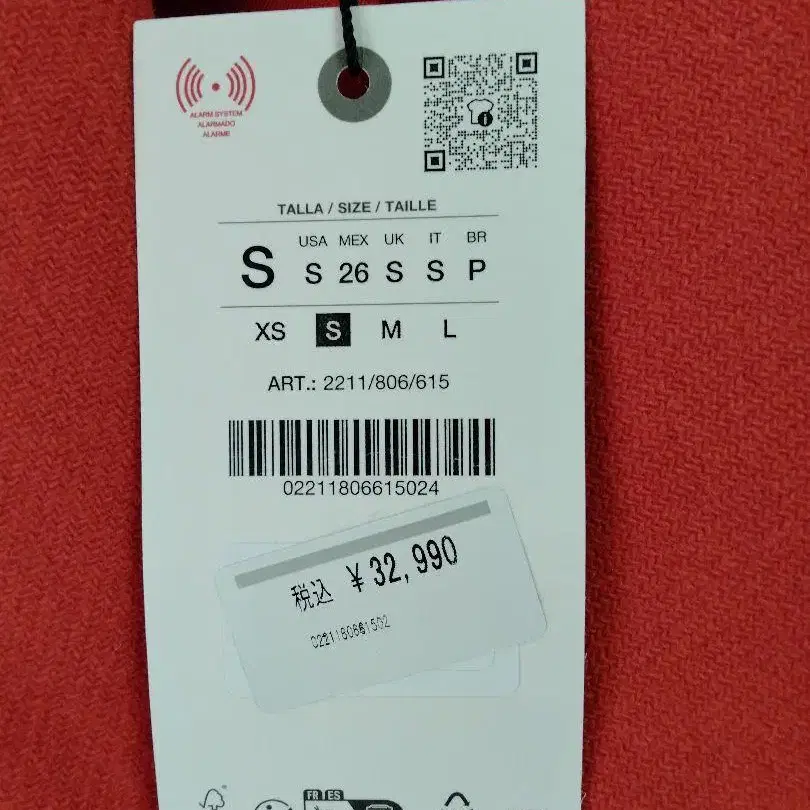 ALARM SYSTEM
ALARMADO
ALARME
TALLA / SIZE / TAILLE
USA MEX UK IT BR
S S 26 S S P
XS S M L
ART.: 2211/806/615
02211806615024
税込 ¥32,990
0221180661502
FR ES